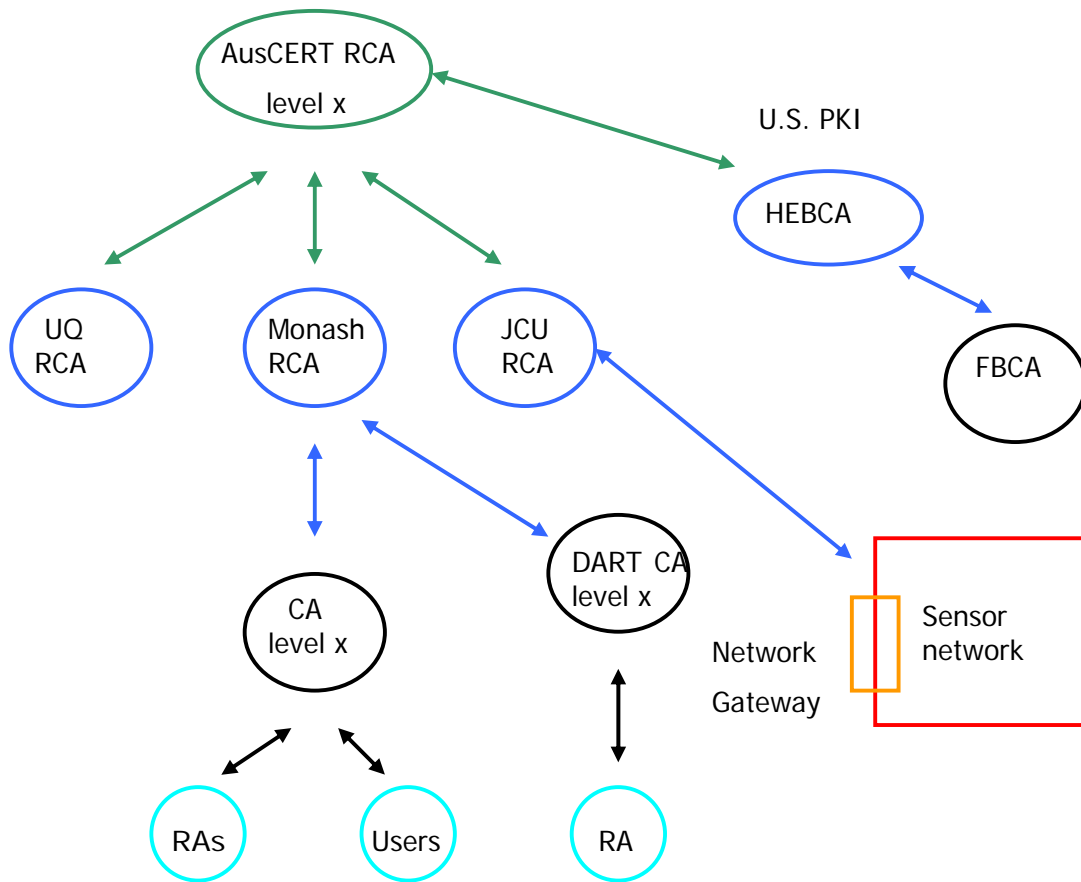 AusCERT RCA
level x
U.S. PKI
HEBCA
UQ
RCA
Monash
RCA
JCU
RCA
FBCA
DART CA
level x
CA
level x
Sensor
network
Network
Gateway
RAs
Users
RA